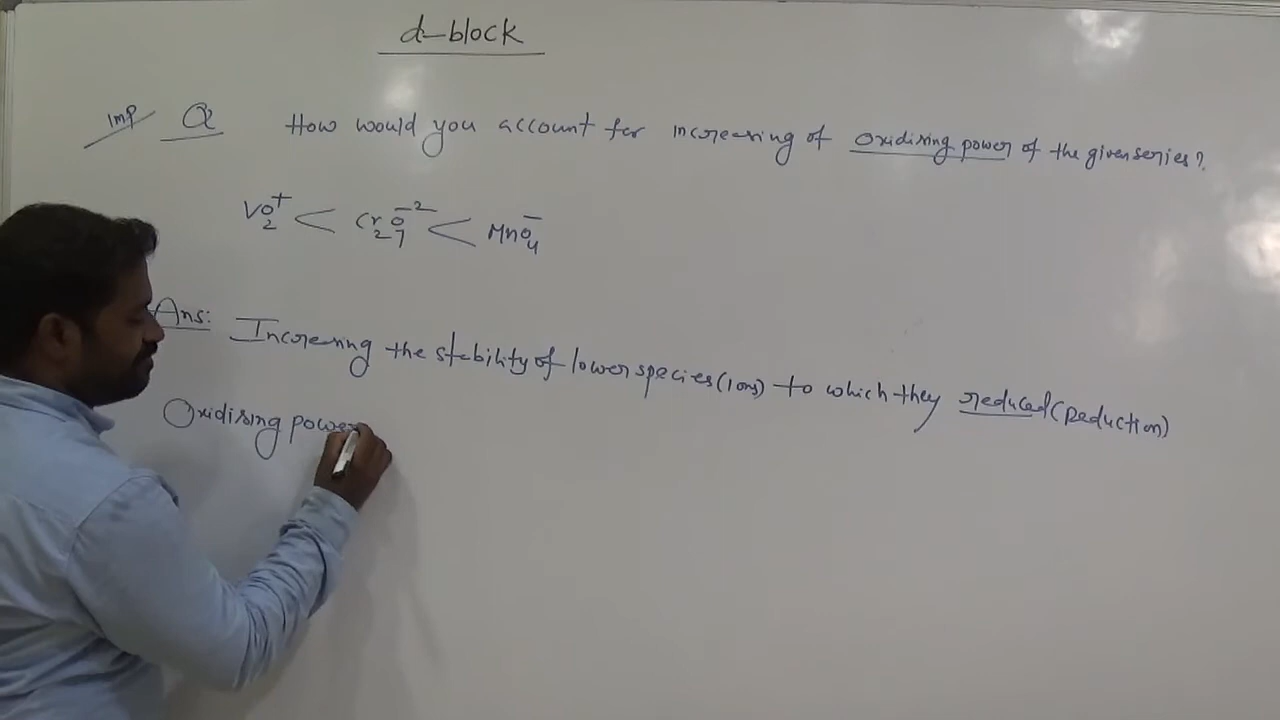 d-block
Imp Q How would you account for increasing of oxidising power of the given series?
VO₂⁺ < Cr₂O₇⁻² < MnO₄⁻
Ans: Increasing the stability of lower species (Ions) to which they reduced (Reduction)
Oxidising power